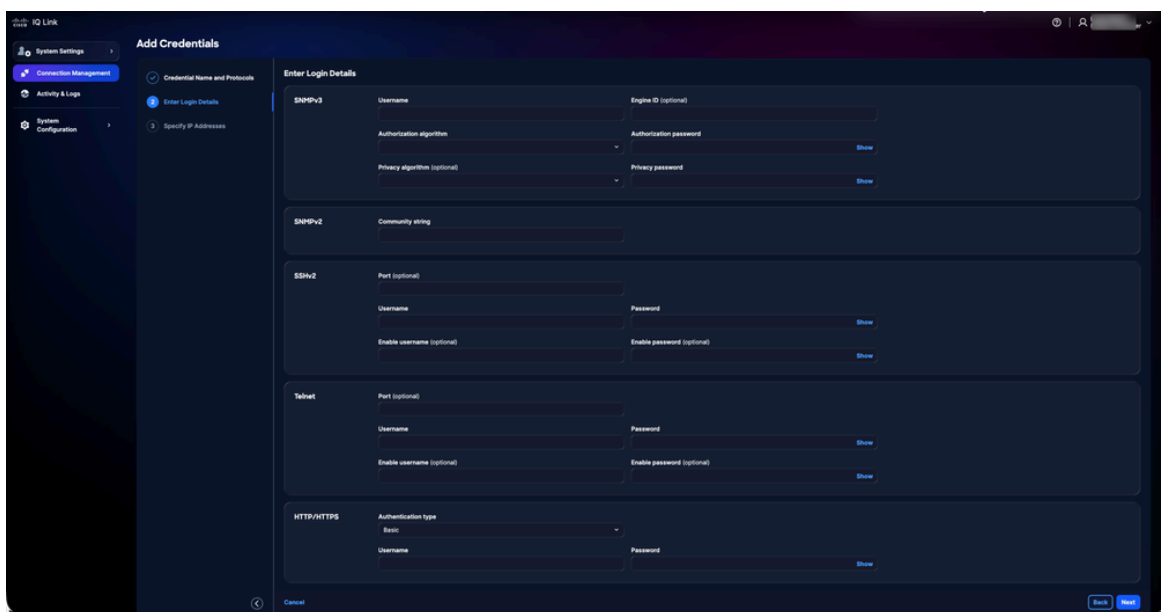 CISCO IQ Link
System Settings
Connection Management
Activity & Logs
System
Configuration
Add Credentials
Credential Name and Protocols
2 Enter Login Details
3 Specify IP Addresses
Enter Login Details
SNMPv3
Username
Engine ID (optional)
Authorization algorithm
Authorization password
Show
Privacy algorithm (optional)
Privacy password
Show
SNMPv2
Community string
SSHv2
Port (optional)
Username
Password
Show
Enable username (optional)
Enable password (optional)
Show
Telnet
Port (optional)
Username
Password
Show
Enable username (optional)
Enable password (optional)
Show
HTTP/HTTPS
Authentication type
Basic
Username
Password
Show
Cancel
Back
Next